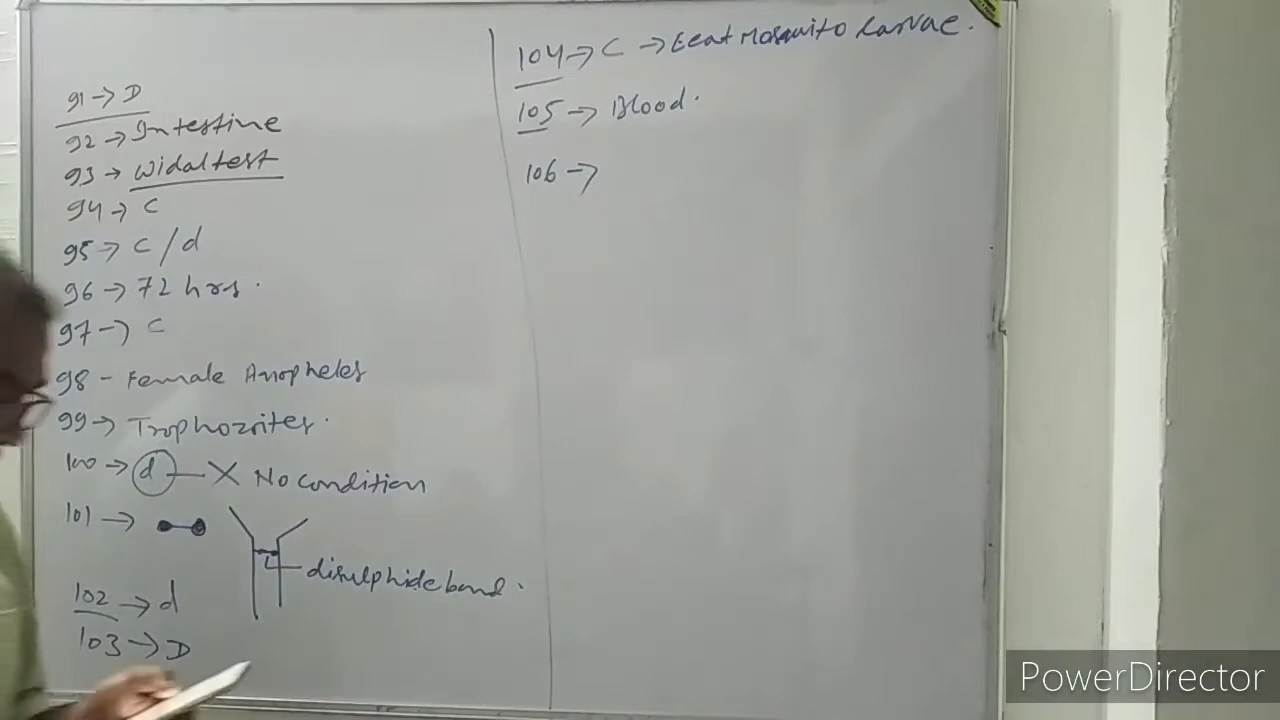 91 → D
92 → Intestine
93 → Widal test
94 → C
95 → C/d
96 → 72 hrs.
97 → C
98 - Female Anopheles
99 → Trophozoites.
100 → d - X No condition
101 →
disulphide bond.
102 → d
103 → D
104 → C → Eeat Mosquito Larvae.
105 → Blood.
106 →
PowerDirector